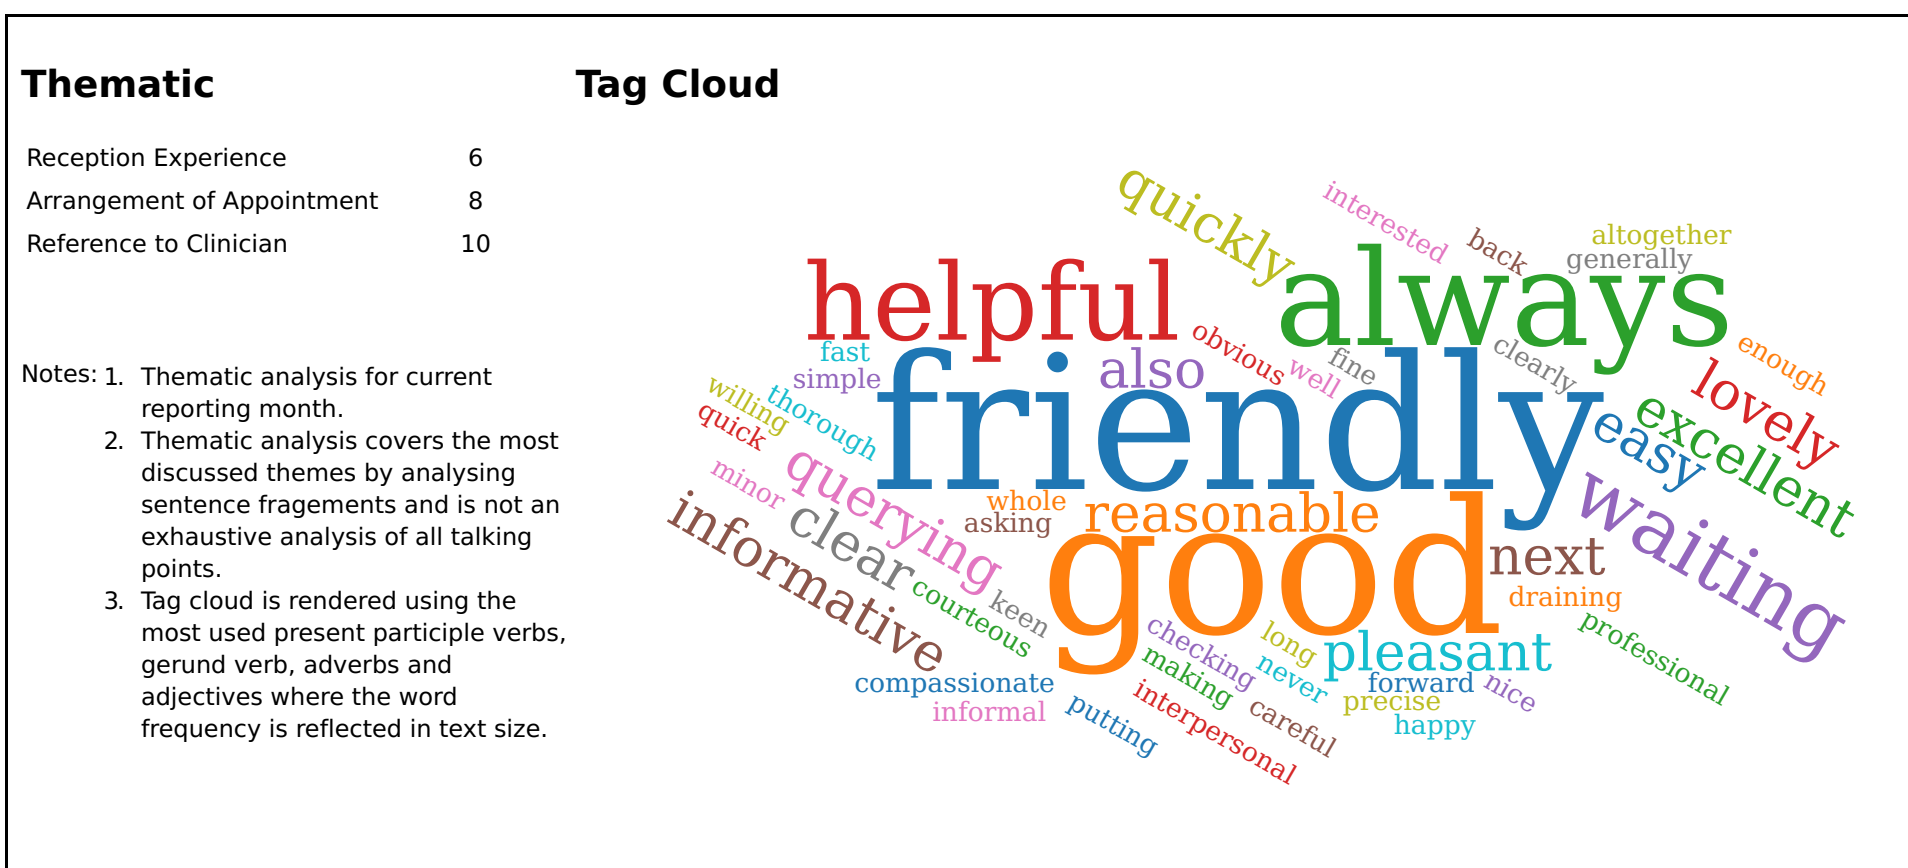 Thematic
Reception Experience 6
Arrangement of Appointment 8
Reference to Clinician 10
Notes: 1. Thematic analysis for current
reporting month.
2. Thematic analysis covers the most
discussed themes by analysing
sentence fragements and is not an
exhaustive analysis of all talking
points.
3. Tag cloud is rendered using the
most used present participle verbs,
gerund verb, adverbs and
adjectives where the word
frequency is reflected in text size.
Tag Cloud
quickly
interested
back
altogether
generally
helpful
always
fast
simple
also
obvious
well
fine
clearly
enough
lovely
willing
thorough
quick
friendly
easy
excellent
minor
querying
whole
asking
reasonable
waiting
informative
clear
good
next
courteous
keen
draining
professional
checking
long
making
never
pleasant
compassionate
forward
nice
informal
putting
interpersonal
careful
precise
happy